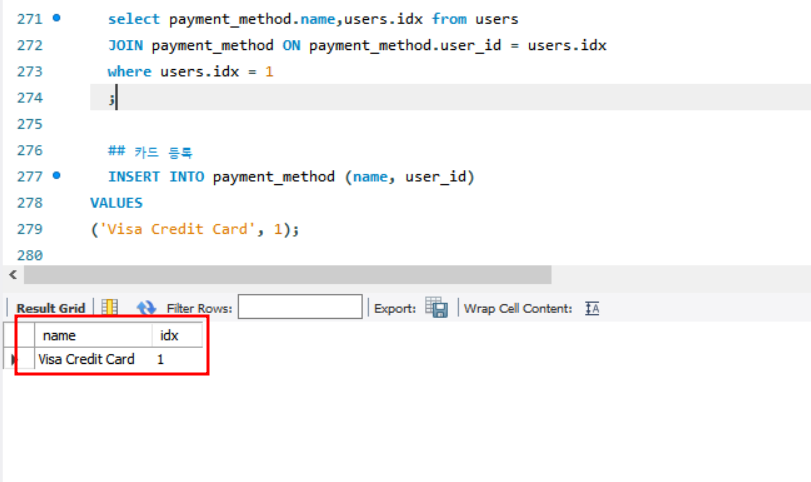 271 select payment_method.name,users.idx from users
272 JOIN payment_method ON payment_method.user_id = users.idx
273 where users.idx = 1
274 ;
275
276 ## 카드 등록
277 INSERT INTO payment_method (name, user_id)
278 VALUES
279 ('Visa Credit Card', 1);
280
Result Grid Filter Rows: Export: Wrap Cell Content:
name idx
Visa Credit Card 1